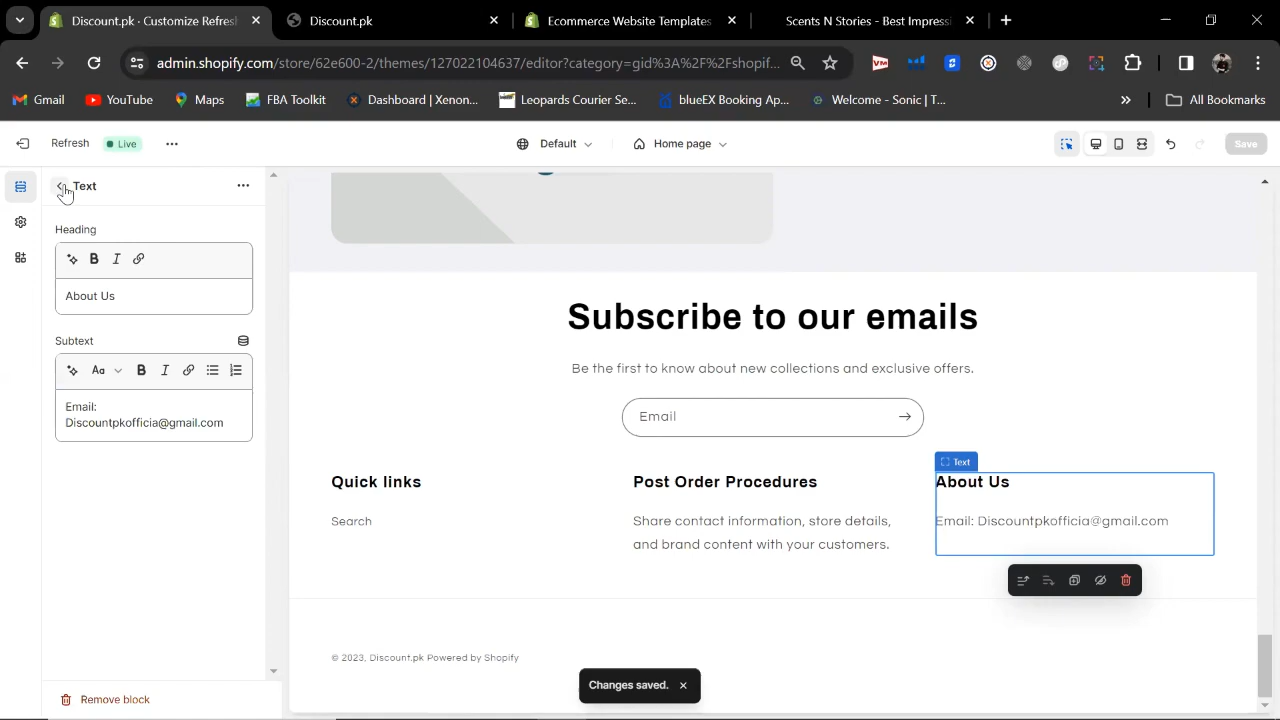 Discount.pk · Customize Refresh
Discount.pk
Ecommerce Website Templates
Scents N Stories - Best Impressi
admin.shopify.com/store/62e600-2/themes/127022104637/editor?category=gid%3A%2F%2Fshopif...
Gmail
YouTube
Maps
FBA Toolkit
Dashboard | Xenon...
Leopards Courier Se...
blueEX Booking Ap...
Welcome - Sonic | T...
All Bookmarks
Refresh
Live
Default
Home page
Save
Text
Heading
About Us
Subtext
Aa
Email:
Discountpkofficia@gmail.com
Remove block
Subscribe to our emails
Be the first to know about new collections and exclusive offers.
Email
Text
Quick links
Post Order Procedures
About Us
Search
Share contact information, store details,
and brand content with your customers.
Email: Discountpkofficia@gmail.com
© 2023, Discount.pk Powered by Shopify
Changes saved.